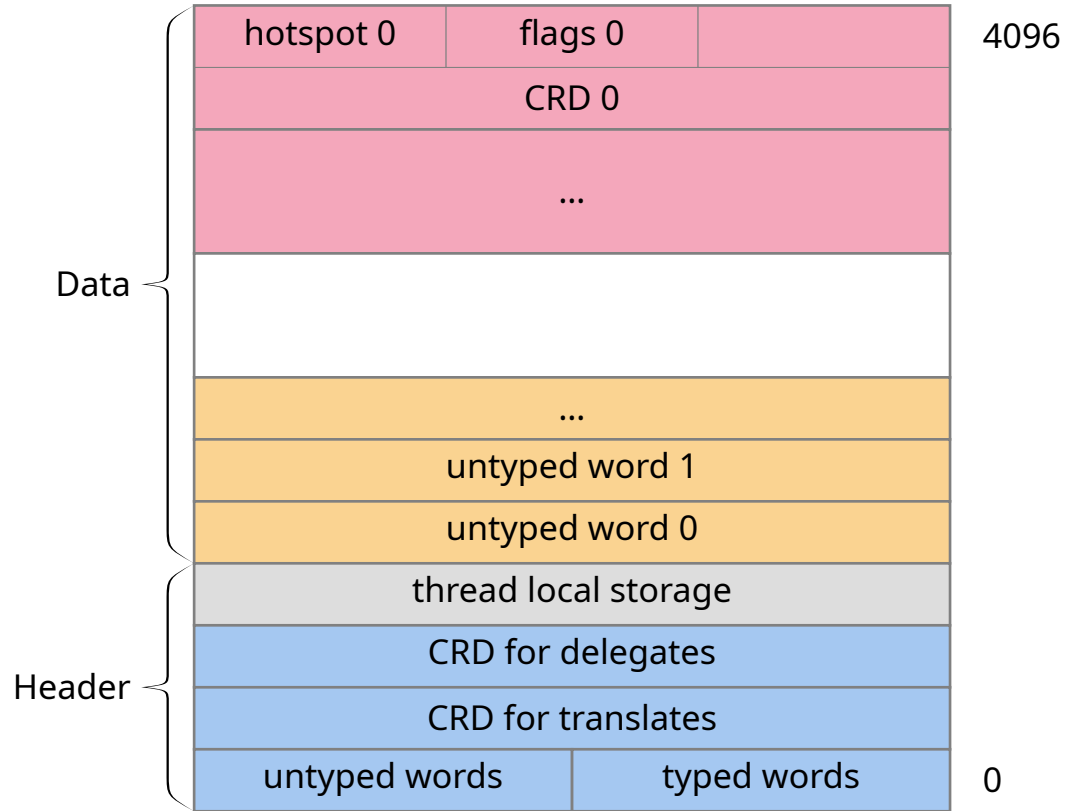 hotspot 0 flags 0 4096
CRD 0
...
Data
...
untyped word 1
untyped word 0
thread local storage
CRD for delegates
Header
CRD for translates
untyped words typed words 0